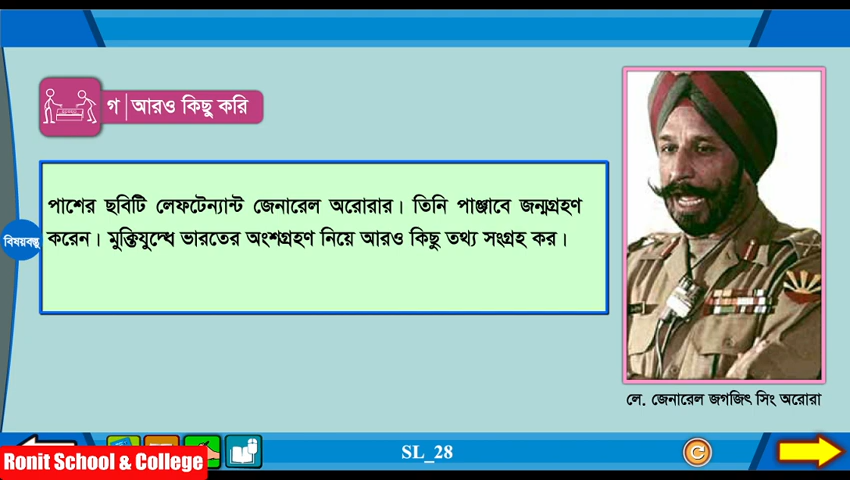 গ | আরও কিছু করি
পাশের ছবিটি লেফটেন্যান্ট জেনারেল অরোরার। তিনি পাঞ্জাবে জন্মগ্রহণ
করেন। মুক্তিযুদ্ধে ভারতের অংশগ্রহণ নিয়ে আরও কিছু তথ্য সংগ্রহ কর।
বিষয়বস্তু
লে. জেনারেল জগজিৎ সিং অরোরা
SL_28
Ronit School & College